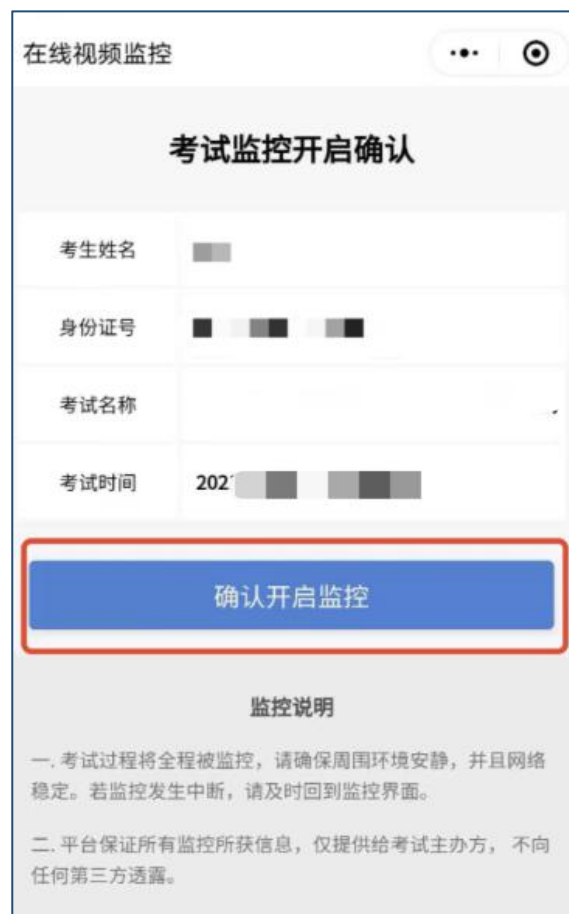 在线视频监控
考试监控开启确认
考生姓名
身份证号
考试名称
考试时间 202
确认开启监控
监控说明
一. 考试过程将全程被监控，请确保周围环境安静，并且网络
稳定。若监控发生中断，请及时回到监控界面。
二. 平台保证所有监控所获信息，仅提供给考试主办方， 不向
任何第三方透露。